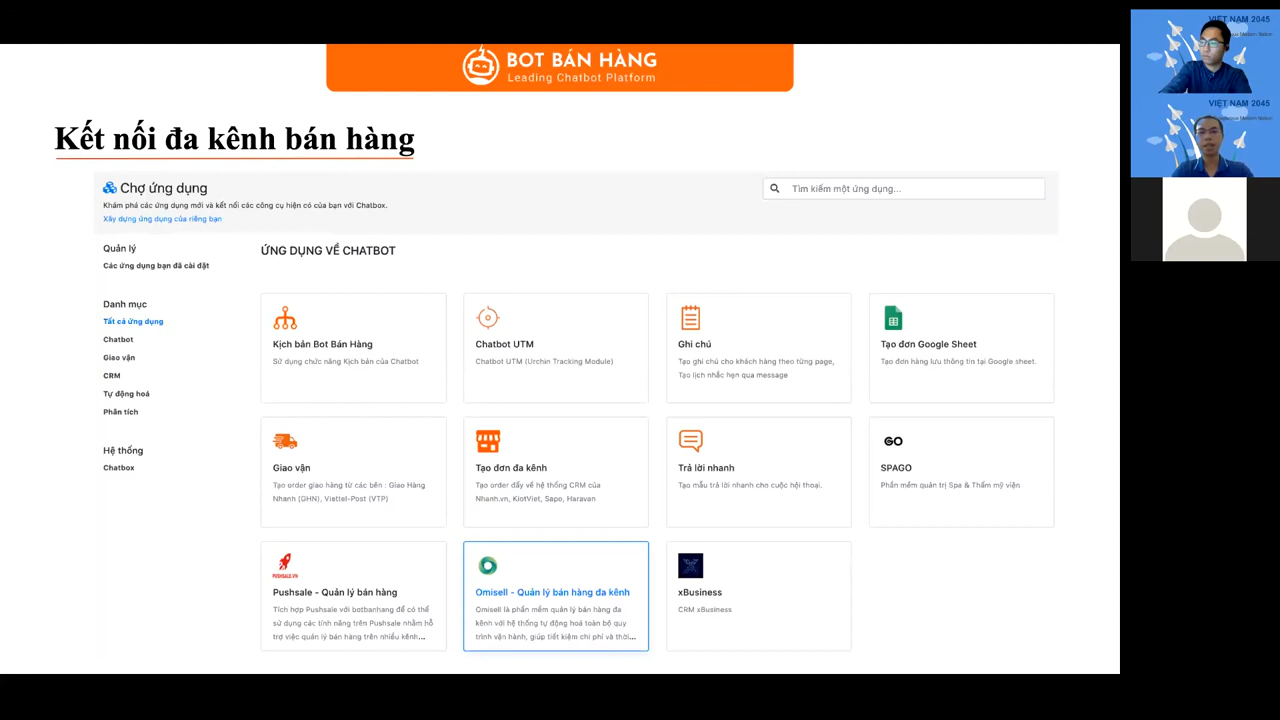 BOT BÁN HÀNG
Leading Chatbot Platform
VIỆT NAM 2045
VIỆT NAM 2045
Kết nối đa kênh bán hàng
Chợ ứng dụng
Khám phá các ứng dụng mới và kết nối các công cụ hiện có của bạn với Chatbox.
Xây dựng ứng dụng của riêng bạn
Tìm kiếm một ứng dụng...
Quản lý
Các ứng dụng bạn đã cài đặt
Danh mục
Tất cả ứng dụng
Chatbot
Giao vận
CRM
Tự động hoá
Phân tích
Hệ thống
Chatbox
ỨNG DỤNG VỀ CHATBOT
Kịch bản Bot Bán Hàng
Sử dụng chức năng Kịch bản của Chatbot
Chatbot UTM
Chatbot UTM (Urchin Tracking Module)
Ghi chú
Tạo ghi chú cho khách hàng theo từng page,
Tạo lịch nhắc hẹn qua message
Tạo đơn Google Sheet
Tạo đơn hàng lưu thông tin tại Google sheet.
Giao vận
Tạo order giao hàng từ các bên : Giao Hàng
Nhanh (GHN), Viettel-Post (VTP)
Tạo đơn đa kênh
Tạo order đẩy về hệ thống CRM của
Nhanh.vn, KiotViet, Sapo, Haravan
Trả lời nhanh
Tạo mẫu trả lời nhanh cho cuộc hội thoại.
GO
SPAGO
Phần mềm quản trị Spa & Thẩm mỹ viện
PUSHSALE.VN
Pushsale - Quản lý bán hàng
Tích hợp Pushsale với botbanhang để có thể
sử dụng các tính năng trên Pushsale nhằm hỗ
trợ việc quản lý bán hàng trên nhiều kênh...
Omisell - Quản lý bán hàng đa kênh
Omisell là phần mềm quản lý bán hàng đa
kênh với hệ thống tự động hoá toàn bộ quy
trình vận hành, giúp tiết kiệm chi phí và thời...
xBusiness
CRM xBusiness